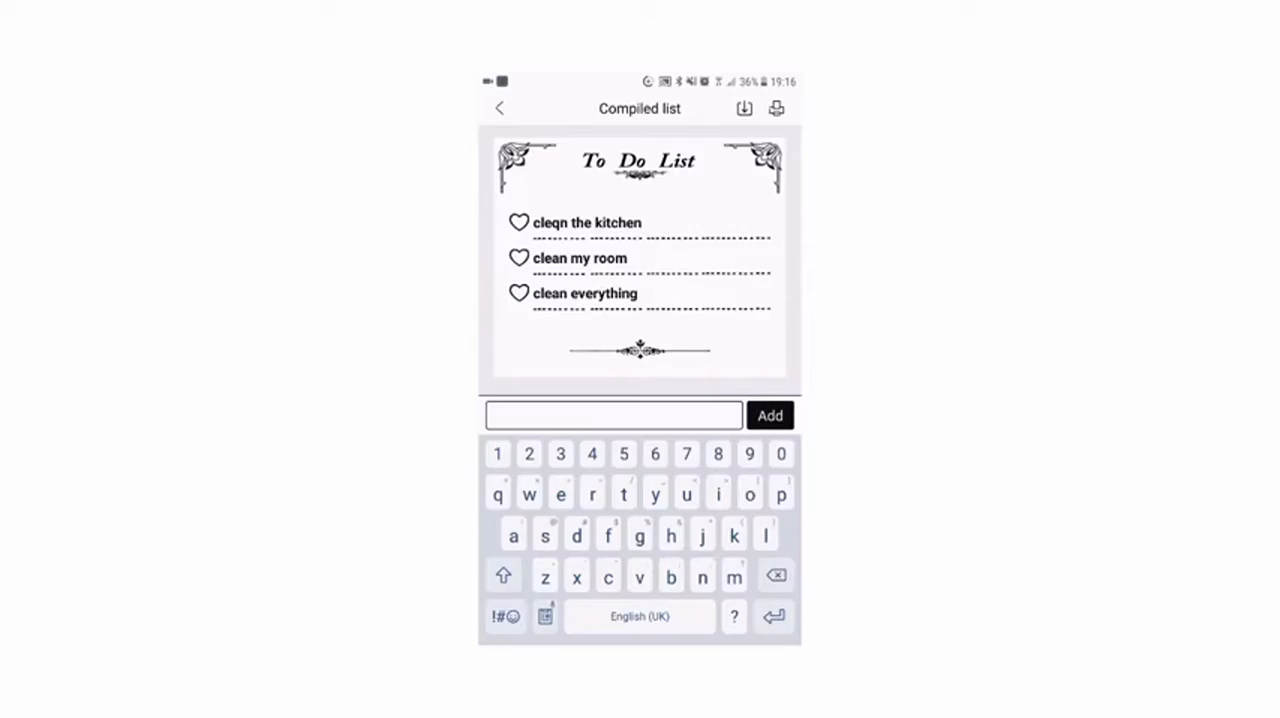 36% 19:16
Compiled list
To Do List
cleqn the kitchen
clean my room
clean everything
Add
1 2 3 4 5 6 7 8 9 0
q w e r t y u i o p
a s d f g h j k l
z x c v b n m
!#☺ English (UK) ?